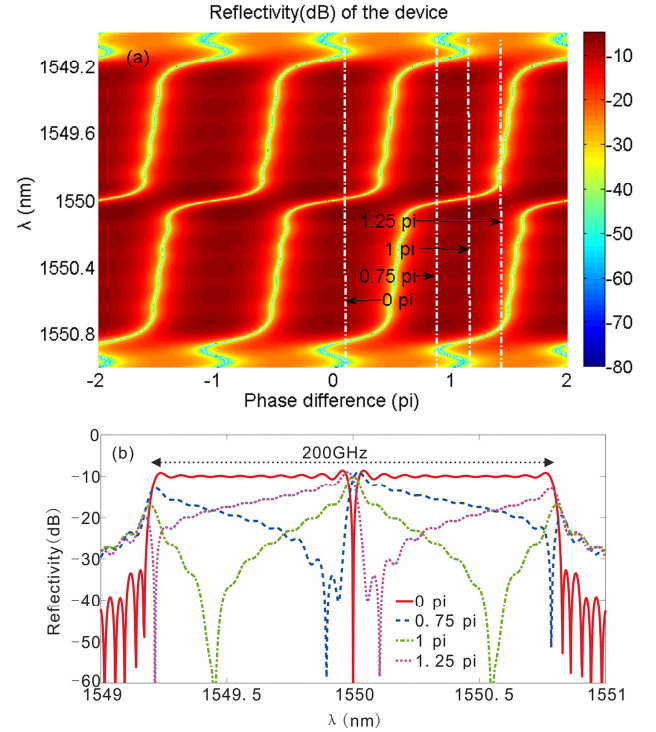 Reflectivity(dB) of the device
(a)
1549.2
1549.6
1550
1550.4
1550.8
λ (nm)
1.25 pi
1 pi
0.75 pi
0 pi
-2
-1
0
1
2
Phase difference (pi)
-10
-20
-30
-40
-50
-60
-70
-80
(b)
200GHz
0
-10
-20
-30
-40
-50
-60
Reflectivity(dB)
0 pi
0.75 pi
1 pi
1. 25 pi
1549
1549. 5
1550
1550. 5
1551
λ (nm)